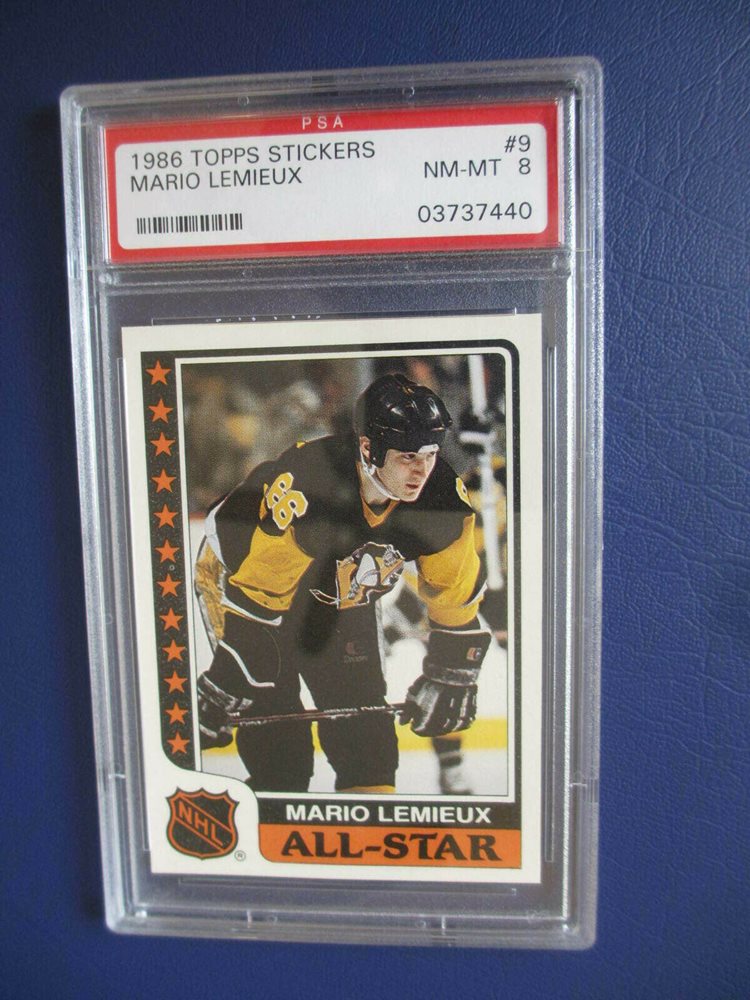 PSA
1986 TOPPS STICKERS #9
MARIO LEMIEUX NM-MT 8
03737440
66
NHL
®
MARIO LEMIEUX
ALL-STAR